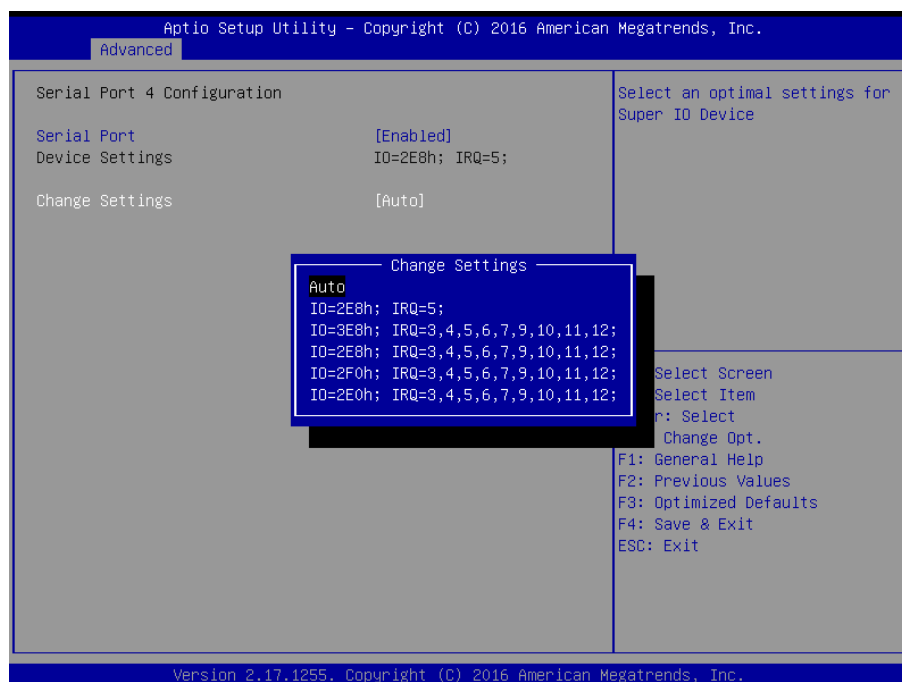 Aptio Setup Utility – Copyright (C) 2016 American Megatrends, Inc.
Advanced
Serial Port 4 Configuration
Serial Port [Enabled]
Device Settings IO=2E8h; IRQ=5;
Change Settings [Auto]
Select an optimal settings for
Super IO Device
Change Settings
Auto
IO=2E8h; IRQ=5;
IO=3E8h; IRQ=3,4,5,6,7,9,10,11,12;
IO=2E8h; IRQ=3,4,5,6,7,9,10,11,12;
IO=2F0h; IRQ=3,4,5,6,7,9,10,11,12;
IO=2E0h; IRQ=3,4,5,6,7,9,10,11,12;
Select Screen
Select Item
r: Select
Change Opt.
F1: General Help
F2: Previous Values
F3: Optimized Defaults
F4: Save & Exit
ESC: Exit
Version 2.17.1255. Copyright (C) 2016 American Megatrends, Inc.